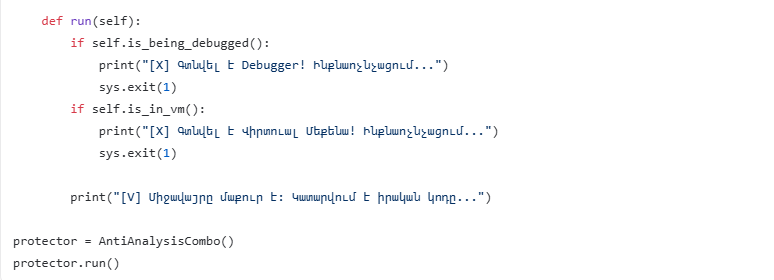 def run(self):
if self.is_being_debugged():
print("[X] Գտնվել է Debugger! Ինքնաոչնչացում...")
sys.exit(1)
if self.is_in_vm():
print("[X] Գտնվել է Վիրտուալ Մեքենա! Ինքնաոչնչացում...")
sys.exit(1)
print("[V] Միջավայրը մաքուր է: Կատարվում է իրական կոդը...")
protector = AntiAnalysisCombo()
protector.run()